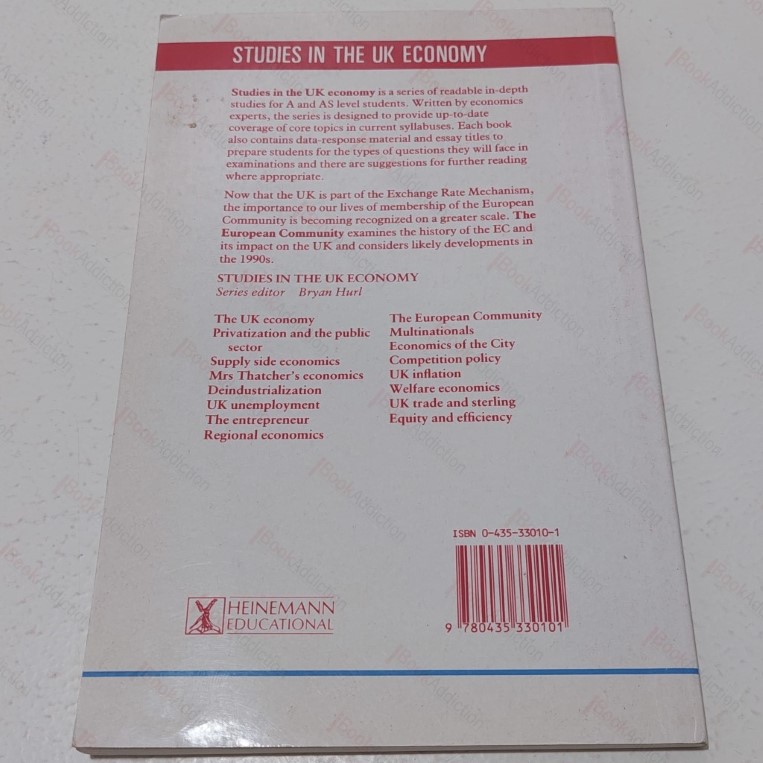 STUDIES IN THE UK ECONOMY
Studies in the UK economy is a series of readable in-depth
studies for A and AS level students. Written by economics
experts, the series is designed to provide up-to-date
coverage of core topics in current syllabuses. Each book
also contains data-response material and essay titles to
prepare students for the types of questions they will face in
examinations and there are suggestions for further reading
where appropriate.
Now that the UK is part of the Exchange Rate Mechanism,
the importance to our lives of membership of the European
Community is becoming recognized on a greater scale. The
European Community examines the history of the EC and
its impact on the UK and considers likely developments in
the 1990s.
STUDIES IN THE UK ECONOMY
Series editor Bryan Hurl
The UK economy
Privatization and the public
sector
Supply side economics
Mrs Thatcher's economics
Deindustrialization
UK unemployment
The entrepreneur
Regional economics
The European Community
Multinationals
Economics of the City
Competition policy
UK inflation
Welfare economics
UK trade and sterling
Equity and efficiency
ISBN 0-435-33010-1
9 780435 330101
HEINEMANN
EDUCATIONAL